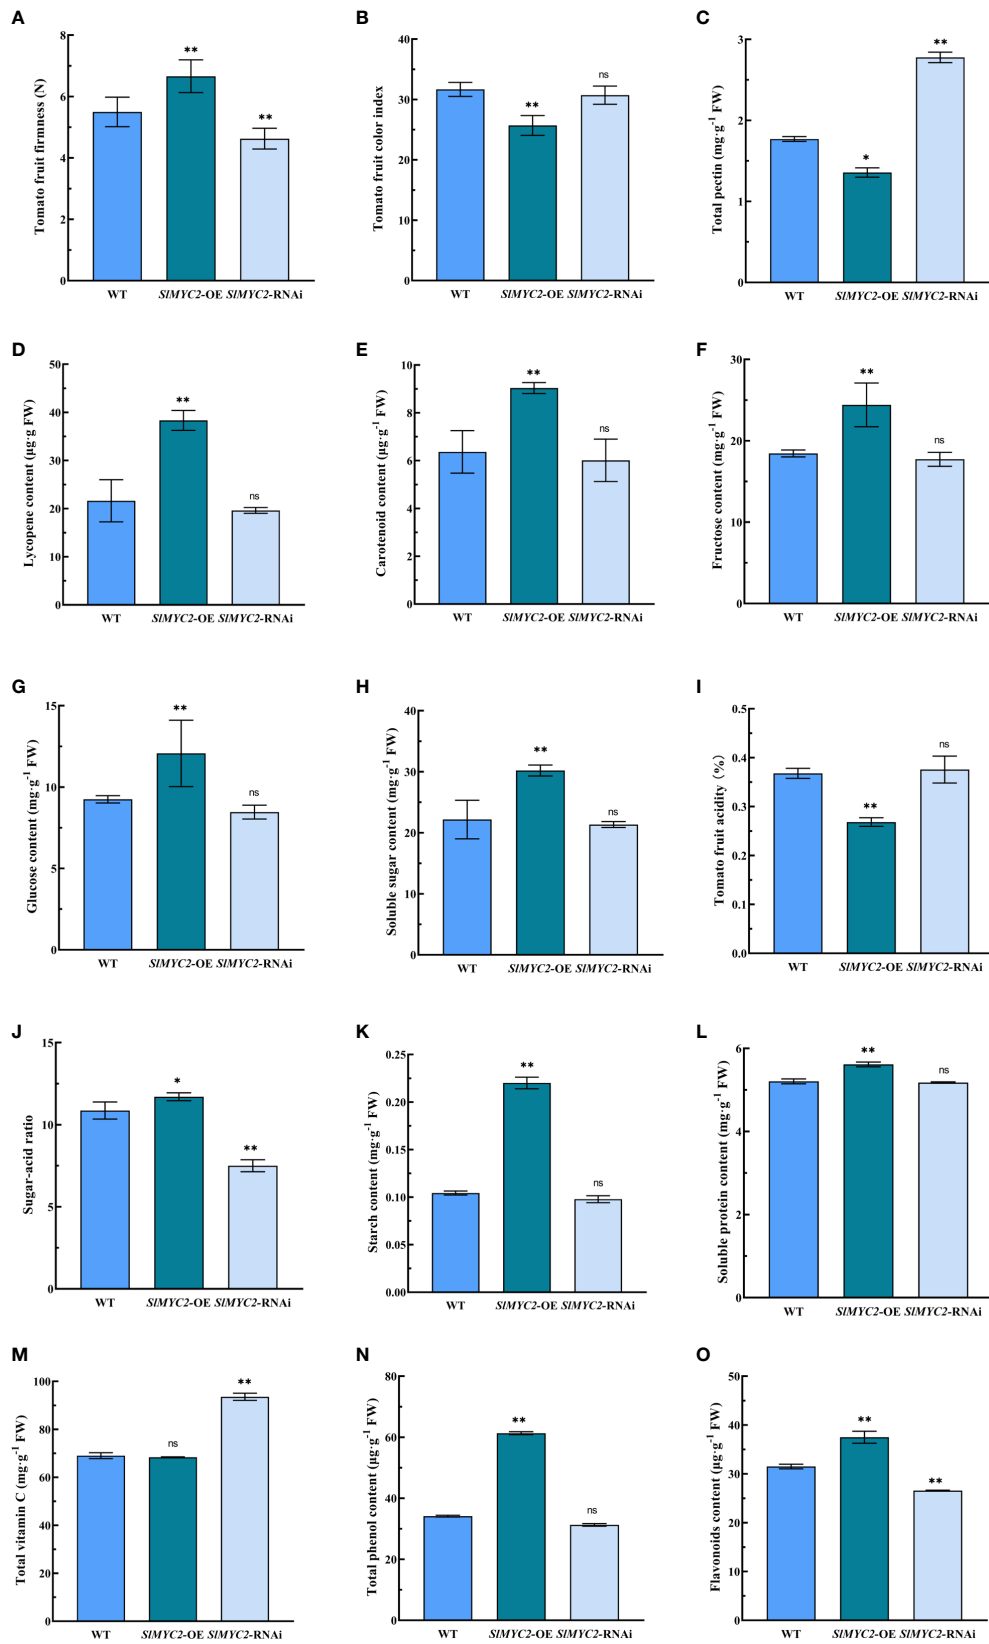 A
Tomato fruit firmness (N)
8
6
4
2
0
**
**
WT SlMYC2-OE SlMYC2-RNAi
B
Tomato fruit color index
40
30
20
10
0
**
ns
WT SlMYC2-OE SlMYC2-RNAi
C
Total pectin (mg·g⁻¹ FW)
3
2
1
0
*
**
WT SlMYC2-OE SlMYC2-RNAi
D
Lycopene content (μg·g FW)
50
40
30
20
10
0
**
ns
WT SlMYC2-OE SlMYC2-RNAi
E
Carotenoid content (μg·g⁻¹ FW)
10
8
6
4
2
0
**
ns
WT SlMYC2-OE SlMYC2-RNAi
F
Fructose content (mg·g⁻¹ FW)
30
20
10
0
**
ns
WT SlMYC2-OE SlMYC2-RNAi
G
Glucose content (mg·g⁻¹ FW)
15
10
5
0
**
ns
WT SlMYC2-OE SlMYC2-RNAi
H
Soluble sugar content (mg·g⁻¹ FW)
40
30
20
10
0
**
ns
WT SlMYC2-OE SlMYC2-RNAi
I
Tomato fruit acidity (%)
0.5
0.4
0.3
0.2
0.1
0.0
**
ns
WT SlMYC2-OE SlMYC2-RNAi
J
Sugar-acid ratio
15
10
5
0
*
**
WT SlMYC2-OE SlMYC2-RNAi
K
Starch content (mg·g⁻¹ FW)
0.25
0.20
0.15
0.10
0.05
0.00
**
ns
WT SlMYC2-OE SlMYC2-RNAi
L
Soluble protein content (mg·g⁻¹ FW)
6
4
2
0
**
ns
WT SlMYC2-OE SlMYC2-RNAi
M
Total vitamin C (mg·g⁻¹ FW)
100
80
60
40
20
0
ns
**
WT SlMYC2-OE SlMYC2-RNAi
N
Total phenol content (μg·g⁻¹ FW)
80
60
40
20
0
**
ns
WT SlMYC2-OE SlMYC2-RNAi
O
Flavonoids content (μg·g⁻¹ FW)
50
40
30
20
10
0
**
**
WT SlMYC2-OE SlMYC2-RNAi